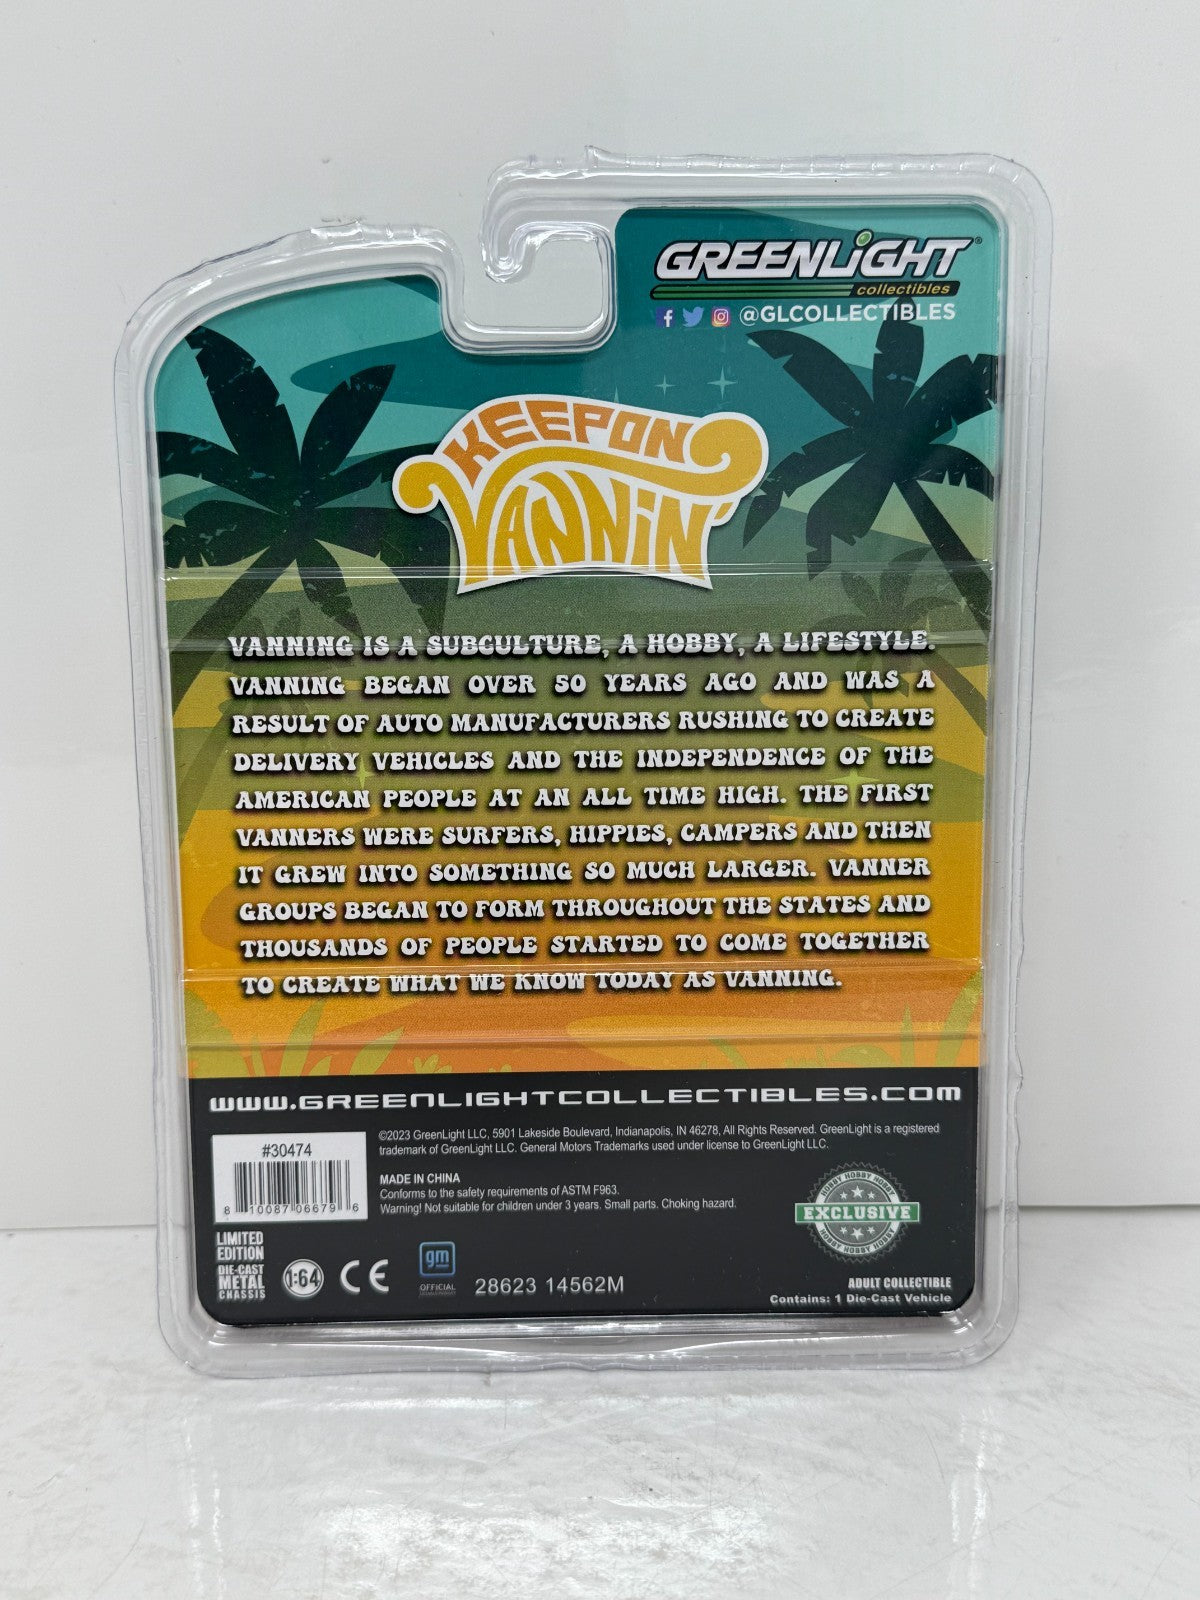 GREENLiGHT®
collectibles
@GLCOLLECTIBLES
KEEP ON
VANNiN'
VANNING IS A SUBCULTURE, A HOBBY, A LIFESTYLE.
VANNING BEGAN OVER 50 YEARS AGO AND WAS A
RESULT OF AUTO MANUFACTURERS RUSHING TO CREATE
DELIVERY VEHICLES AND THE INDEPENDENCE OF THE
AMERICAN PEOPLE AT AN ALL TIME HIGH. THE FIRST
VANNERS WERE SURFERS, HIPPIES, CAMPERS AND THEN
IT GREW INTO SOMETHING SO MUCH LARGER. VANNER
GROUPS BEGAN TO FORM THROUGHOUT THE STATES AND
THOUSANDS OF PEOPLE STARTED TO COME TOGETHER
TO CREATE WHAT WE KNOW TODAY AS VANNING.
WWW.GREENLIGHTCOLLECTIBLES.COM
#30474
8 10087 06679 6
©2023 GreenLight LLC, 5901 Lakeside Boulevard, Indianapolis, IN 46278, All Rights Reserved. GreenLight is a registered
trademark of GreenLight LLC. General Motors Trademarks used under license to GreenLight LLC.
MADE IN CHINA
Conforms to the safety requirements of ASTM F963.
Warning! Not suitable for children under 3 years. Small parts. Choking hazard.
HOBBY HOBBY HOBBY
EXCLUSIVE
HOBBY HOBBY HOBBY
LIMITED
EDITION
DIE-CAST
METAL
CHASSIS
1:64
CE
gm
OFFICIAL
28623 14562M
ADULT COLLECTIBLE
Contains: 1 Die-Cast Vehicle